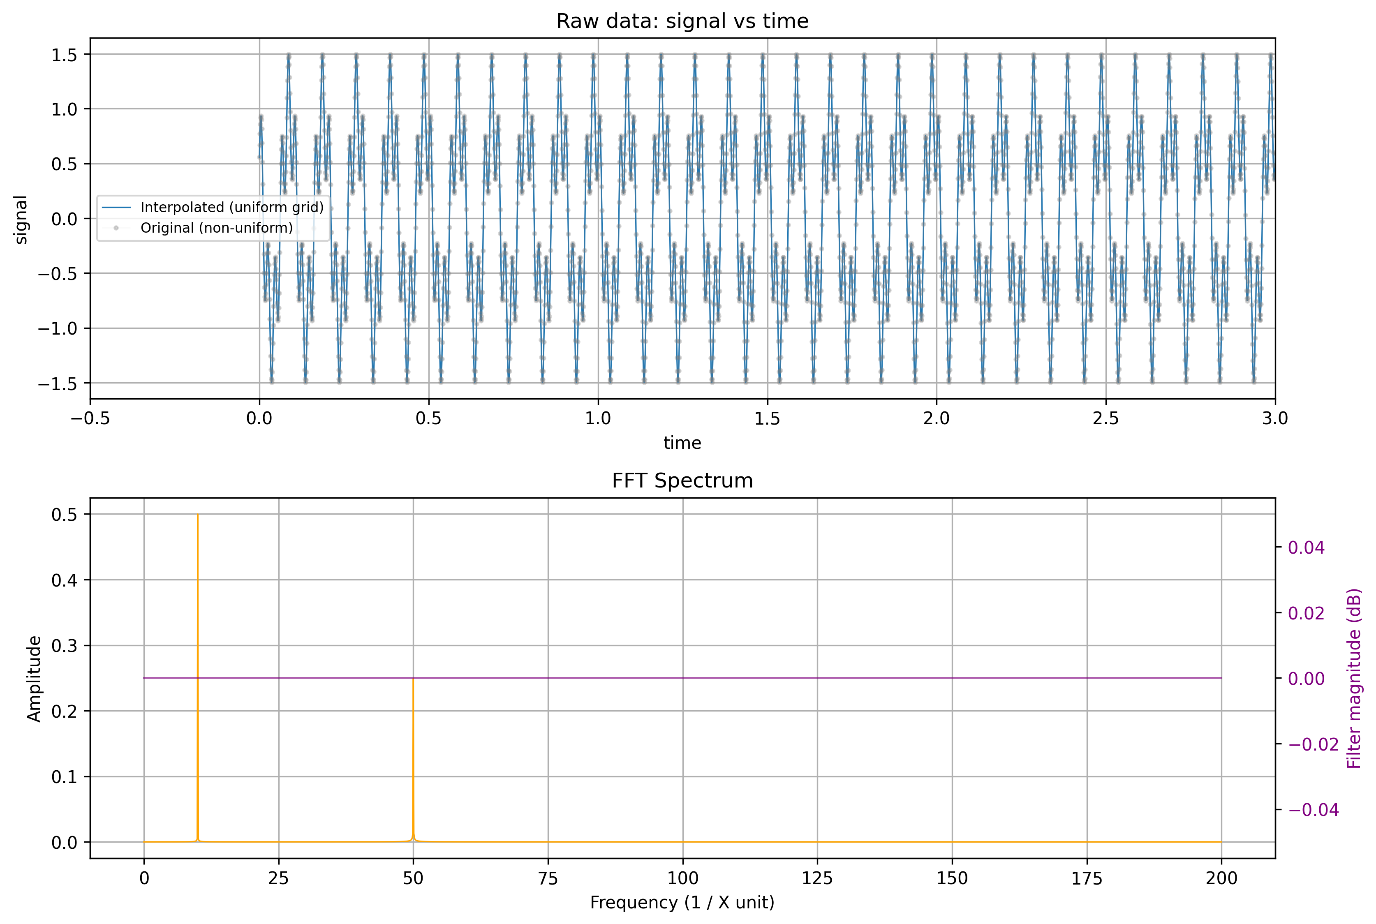 Raw data: signal vs time
signal
1.5
1.0
0.5
0.0
−0.5
−1.0
−1.5
Interpolated (uniform grid)
Original (non-uniform)
−0.5 0.0 0.5 1.0 1.5 2.0 2.5 3.0
time
FFT Spectrum
Amplitude
0.5
0.4
0.3
0.2
0.1
0.0
0.04
0.02
0.00
−0.02
−0.04
Filter magnitude (dB)
0 25 50 75 100 125 150 175 200
Frequency (1 / X unit)